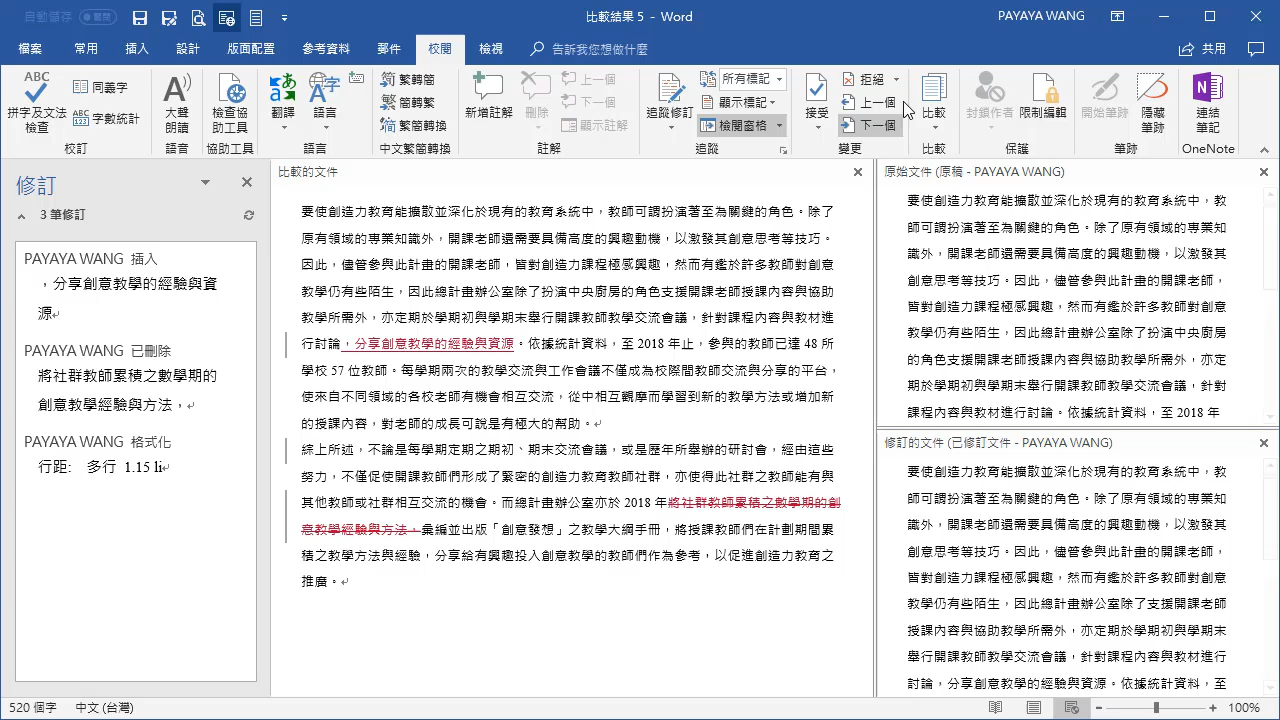 自動儲存 關閉
比較結果 5 - Word
PAYAYA WANG
檔案 常用 插入 設計 版面配置 參考資料 郵件 校閱 檢視 告訴我您想做什麼 共用
ABC
拼字及文法
檢查
同義字
ABC
123
字數統計
校訂
大聲
朗讀
語音
檢查協
助工具
協助工具
翻譯
語言
語言
繁轉簡
簡轉繁
繁簡轉換
中文繁簡轉換
新增註解
刪除
上一個
下一個
顯示註解
註解
追蹤修訂
所有標記
顯示標記
檢閱窗格
追蹤
接受
拒絕
上一個
下一個
變更
比較
比較
封鎖作者
限制編輯
保護
開始筆跡
隱藏
筆跡
筆跡
連結
筆記
OneNote
修訂
3 筆修訂
PAYAYA WANG 插入
，分享創意教學的經驗與資
源
PAYAYA WANG 已刪除
將社群教師累積之數學期的
創意教學經驗與方法，
PAYAYA WANG 格式化
行距: 多行 1.15 li
比較的文件
要使創造力教育能擴散並深化於現有的教育系統中，教師可謂扮演著至為關鍵的角色。除了
原有領域的專業知識外，開課老師還需要具備高度的興趣動機，以激發其創意思考等技巧。
因此，儘管參與此計畫的開課老師，皆對創造力課程極感興趣，然而有鑑於許多教師對創意
教學仍有些陌生，因此總計畫辦公室除了扮演中央廚房的角色支援開課老師授課內容與協助
教學所需外，亦定期於學期初與學期末舉行開課教師教學交流會議，針對課程內容與教材進
行討論，分享創意教學的經驗與資源。依據統計資料，至 2018 年止，參與的教師已達 48 所
學校 57 位教師。每學期兩次的教學交流與工作會議不僅成為校際間教師交流與分享的平台，
使來自不同領域的各校老師有機會相互交流，從中相互觀摩而學習到新的教學方法或增加新
的授課內容，對老師的成長可說是有極大的幫助。
綜上所述，不論是每學期定期之期初、期末交流會議，或是歷年所舉辦的研討會，經由這些
努力，不僅促使開課教師們形成了緊密的創造力教育教師社群，亦使得此社群之教師能有與
其他教師或社群相互交流的機會。而總計畫辦公室亦於 2018 年將社群教師累積之數學期的創
意教學經驗與方法，彙編並出版「創意發想」之教學大綱手冊，將授課教師們在計劃期間累
積之教學方法與經驗，分享給有興趣投入創意教學的教師們作為參考，以促進創造力教育之
推廣。
原始文件 (原稿 - PAYAYA WANG)
要使創造力教育能擴散並深化於現有的教育系統中，教
師可謂扮演著至為關鍵的角色。除了原有領域的專業知
識外，開課老師還需要具備高度的興趣動機，以激發其
創意思考等技巧。因此，儘管參與此計畫的開課老師，
皆對創造力課程極感興趣，然而有鑑於許多教師對創意
教學仍有些陌生，因此總計畫辦公室除了扮演中央廚房
的角色支援開課老師授課內容與協助教學所需外，亦定
期於學期初與學期末舉行開課教師教學交流會議，針對
課程內容與教材進行討論。依據統計資料，至 2018 年
修訂的文件 (已修訂文件 - PAYAYA WANG)
要使創造力教育能擴散並深化於現有的教育系統中，教
師可謂扮演著至為關鍵的角色。除了原有領域的專業知
識外，開課老師還需要具備高度的興趣動機，以激發其
創意思考等技巧。因此，儘管參與此計畫的開課老師，
皆對創造力課程極感興趣，然而有鑑於許多教師對創意
教學仍有些陌生，因此總計畫辦公室除了支援開課老師
授課內容與協助教學所需外，亦定期於學期初與學期末
舉行開課教師教學交流會議，針對課程內容與教材進行
討論，分享創意教學的經驗與資源。依據統計資料，至
520 個字 中文 (台灣)
100%